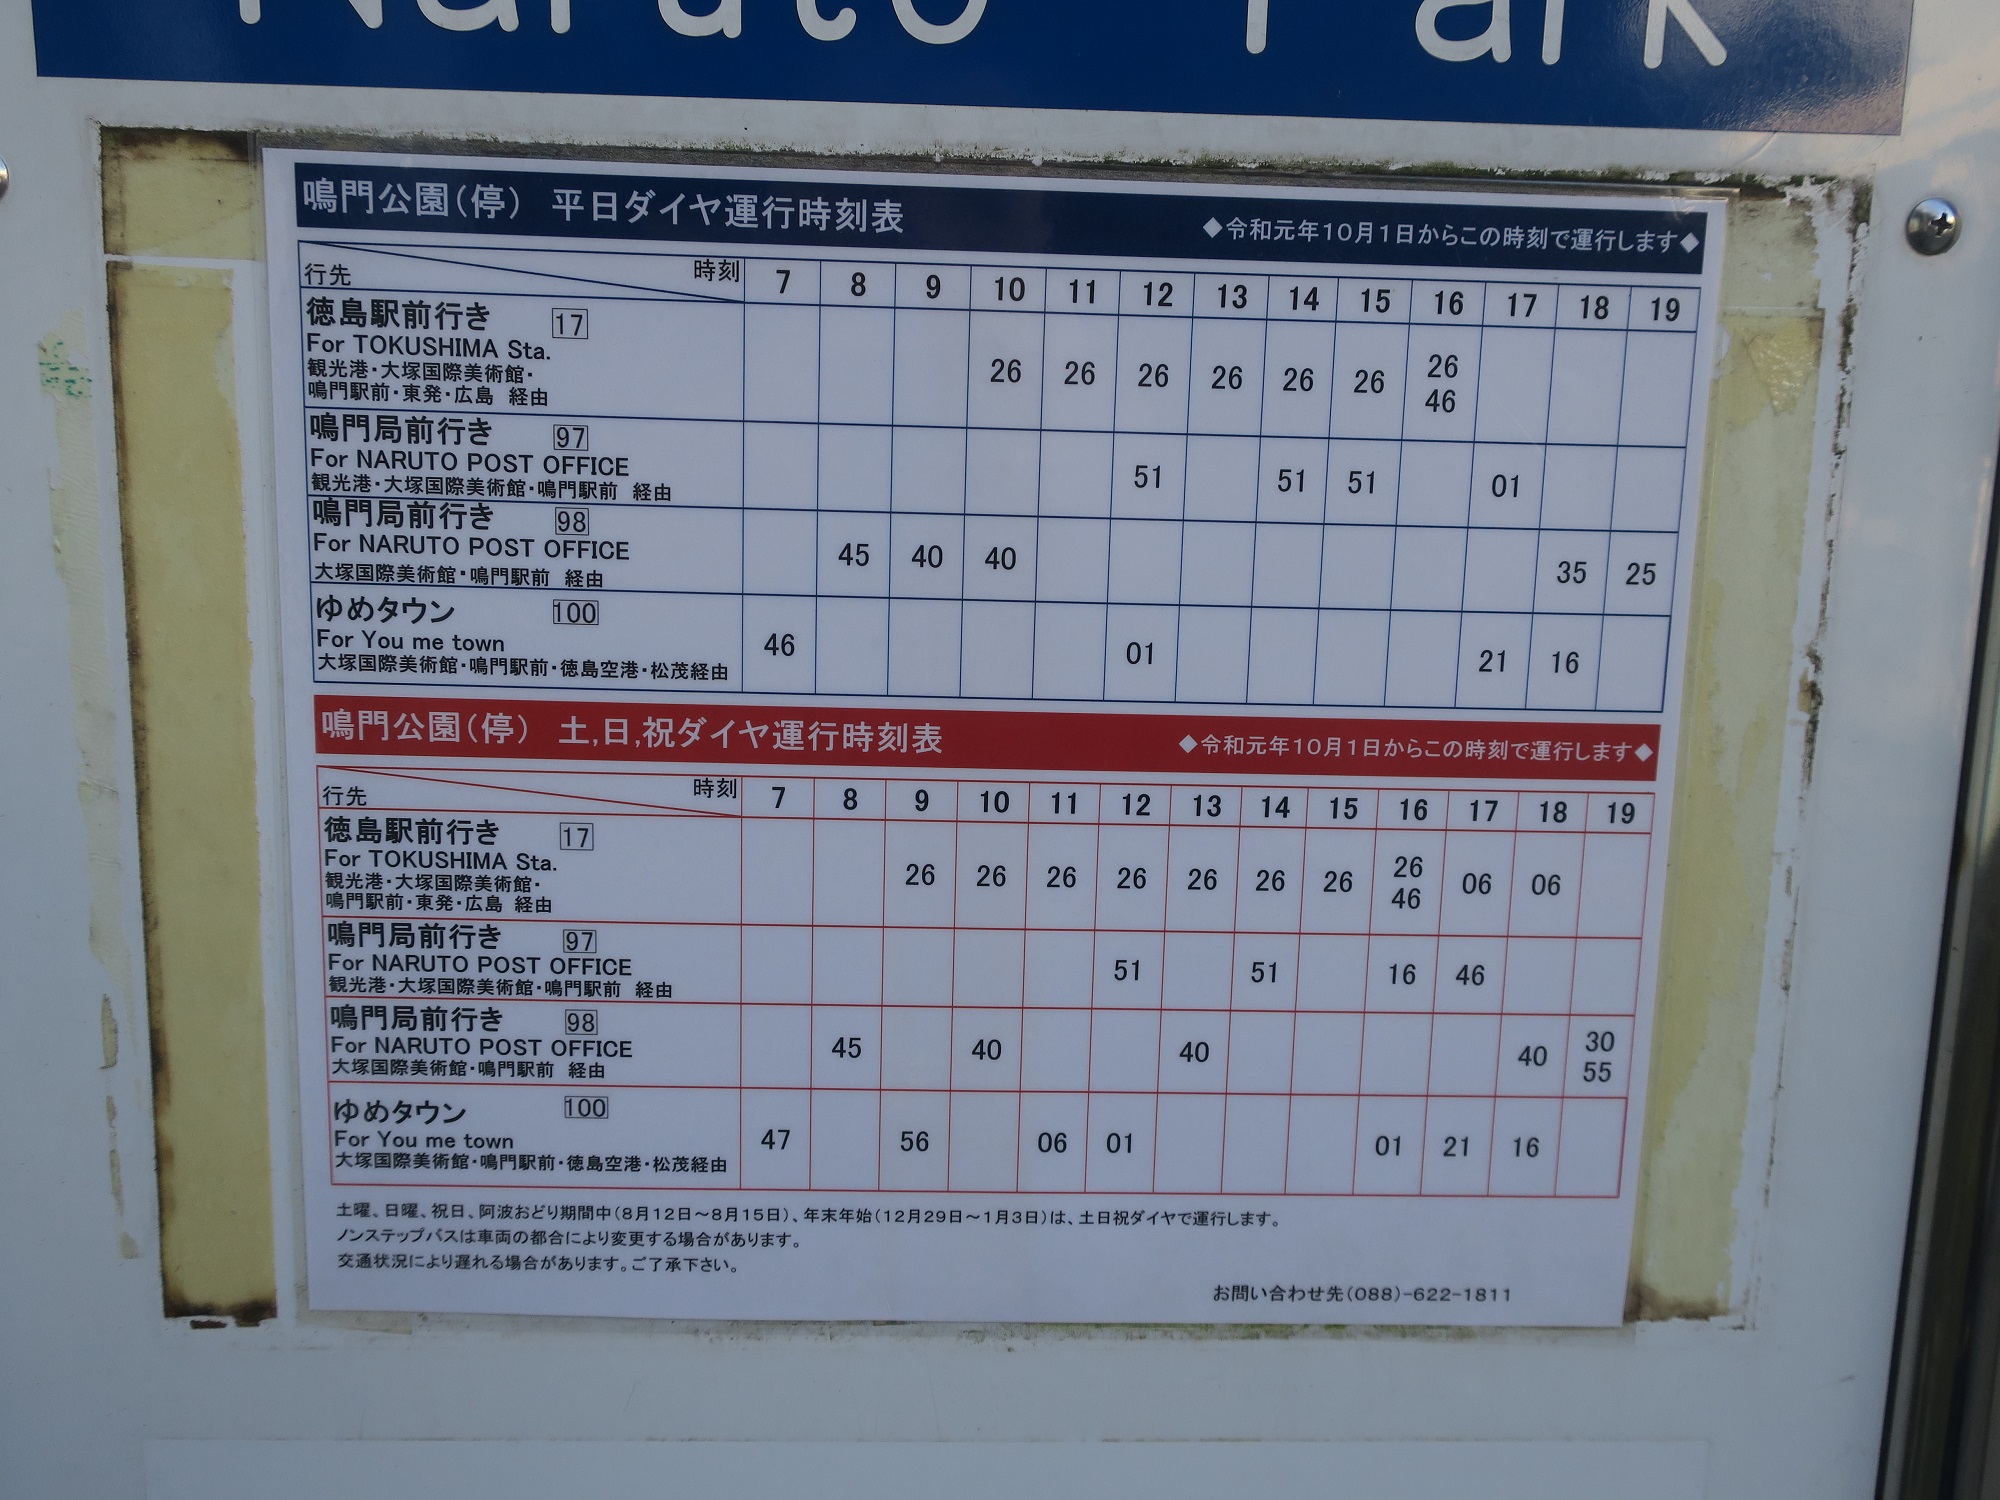 Naruto Park
鳴門公園(停) 平日ダイヤ運行時刻表 ◆令和元年10月1日からこの時刻で運行します◆
行先 時刻 7 8 9 10 11 12 13 14 15 16 17 18 19
徳島駅前行き 17
For TOKUSHIMA Sta.
観光港・大塚国際美術館・
鳴門駅前・東発・広島 経由
26 26 26 26 26 26 26
46
鳴門局前行き 97
For NARUTO POST OFFICE
観光港・大塚国際美術館・鳴門駅前 経由
51 51 51 01
鳴門局前行き 98
For NARUTO POST OFFICE
大塚国際美術館・鳴門駅前 経由
45 40 40 35 25
ゆめタウン 100
For You me town
大塚国際美術館・鳴門駅前・徳島空港・松茂経由
46 01 21 16
鳴門公園(停) 土,日,祝ダイヤ運行時刻表 ◆令和元年10月1日からこの時刻で運行します◆
行先 時刻 7 8 9 10 11 12 13 14 15 16 17 18 19
徳島駅前行き 17
For TOKUSHIMA Sta.
観光港・大塚国際美術館・
鳴門駅前・東発・広島 経由
26 26 26 26 26 26 26 26 06 06
46
鳴門局前行き 97
For NARUTO POST OFFICE
観光港・大塚国際美術館・鳴門駅前 経由
51 51 16 46
鳴門局前行き 98
For NARUTO POST OFFICE
大塚国際美術館・鳴門駅前 経由
45 40 40 40 30
55
ゆめタウン 100
For You me town
大塚国際美術館・鳴門駅前・徳島空港・松茂経由
47 56 06 01 01 21 16
土曜、日曜、祝日、阿波おどり期間中(8月12日～8月15日)、年末年始(12月29日～1月3日)は、土日祝ダイヤで運行します。
ノンステップバスは車両の都合により変更する場合があります。
交通状況により遅れる場合があります。ご了承下さい。
お問い合わせ先(088)-622-1811